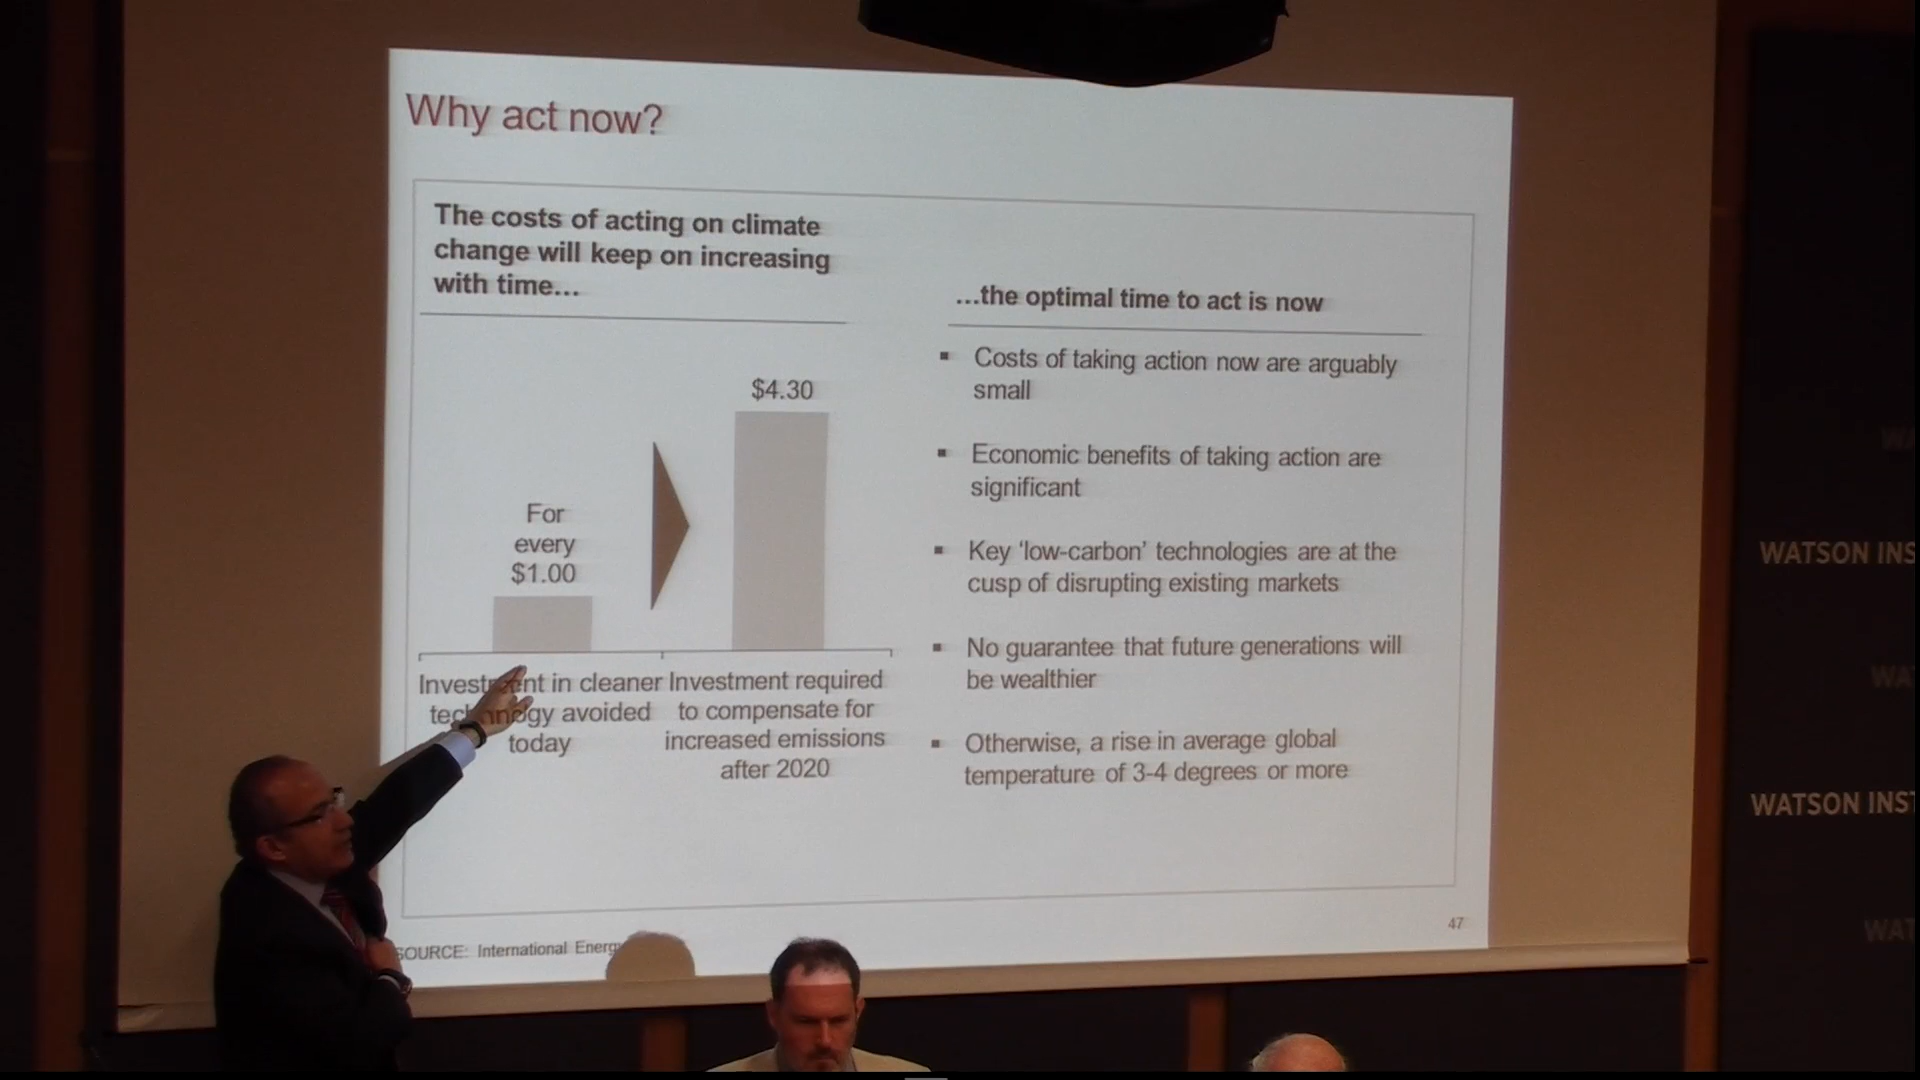 Why act now?
The costs of acting on climate
change will keep on increasing
with time...
$4.30
For
every
$1.00
Investment in cleaner
technology avoided
today
Investment required
to compensate for
increased emissions
after 2020
...the optimal time to act is now
▪ Costs of taking action now are arguably
small
▪ Economic benefits of taking action are
significant
▪ Key ‘low-carbon’ technologies are at the
cusp of disrupting existing markets
▪ No guarantee that future generations will
be wealthier
▪ Otherwise, a rise in average global
temperature of 3-4 degrees or more
47
SOURCE: International Energy
WATSON INS
WA
WATSON INST
WAT